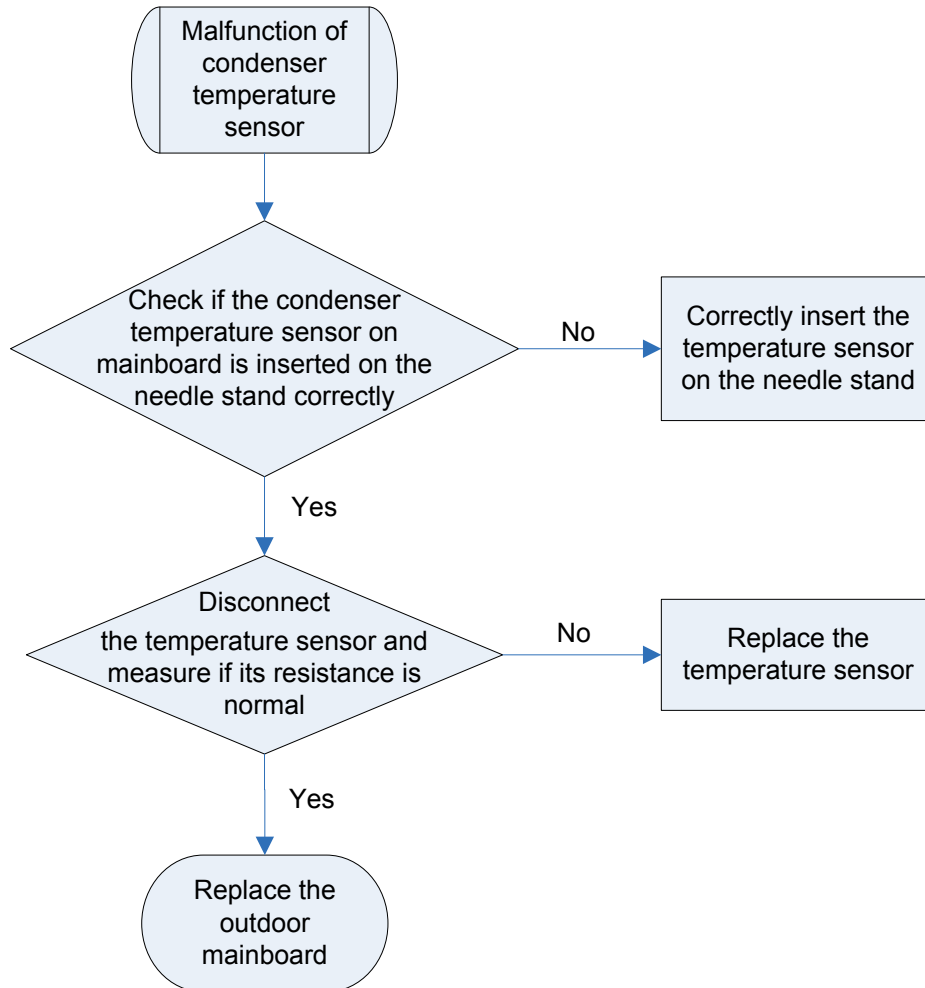 Malfunction of
condenser
temperature
sensor
Check if the condenser
temperature sensor on
mainboard is inserted on the
needle stand correctly
No
Correctly insert the
temperature sensor
on the needle stand
Yes
Disconnect
the temperature sensor and
measure if its resistance is
normal
No
Replace the
temperature sensor
Yes
Replace the
outdoor
mainboard